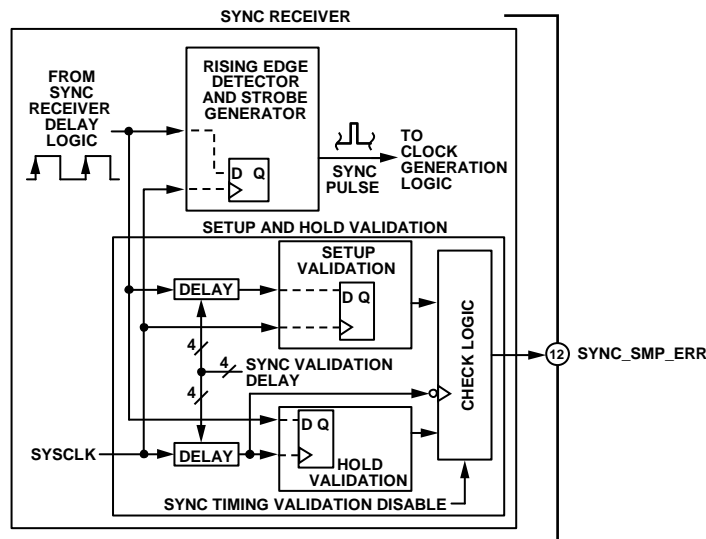 SYNC RECEIVER
FROM
SYNC
RECEIVER
DELAY
LOGIC
RISING EDGE
DETECTOR
AND STROBE
GENERATOR
D Q
SYNC
PULSE
TO
CLOCK
GENERATION
LOGIC
SETUP AND HOLD VALIDATION
SETUP
VALIDATION
DELAY
D Q
4
4
SYNC VALIDATION
DELAY
4
CHECK LOGIC
12
SYNC_SMP_ERR
D Q
SYSCLK
DELAY
HOLD
VALIDATION
SYNC TIMING VALIDATION DISABLE